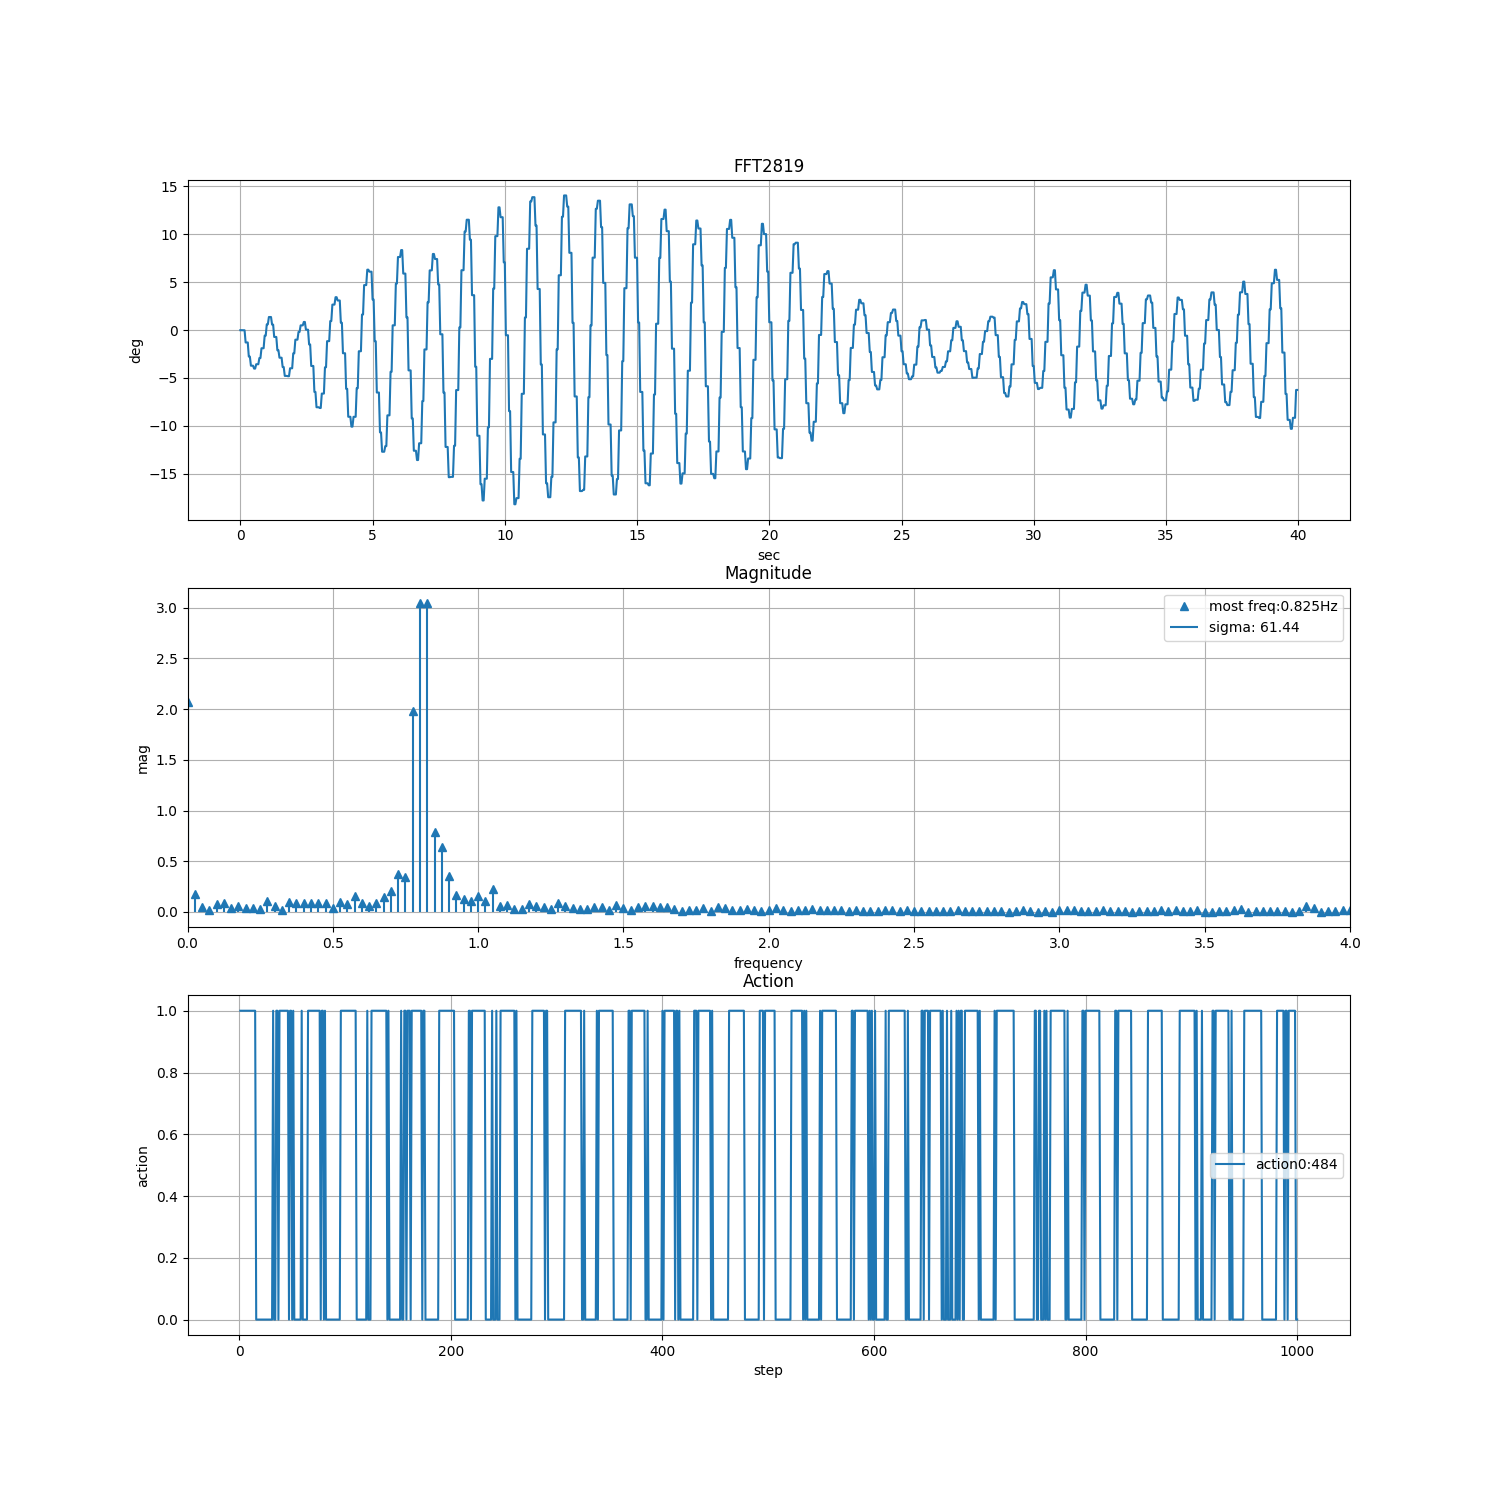 FFT2819
15
10
5
0
−5
−10
−15
deg
0 5 10 15 20 25 30 35 40
sec
Magnitude
3.0
2.5
2.0
1.5
1.0
0.5
0.0
mag
most freq:0.825Hz
sigma: 61.44
0.0 0.5 1.0 1.5 2.0 2.5 3.0 3.5 4.0
frequency
Action
1.0
0.8
0.6
0.4
0.2
0.0
action
action0:484
0 200 400 600 800 1000
step